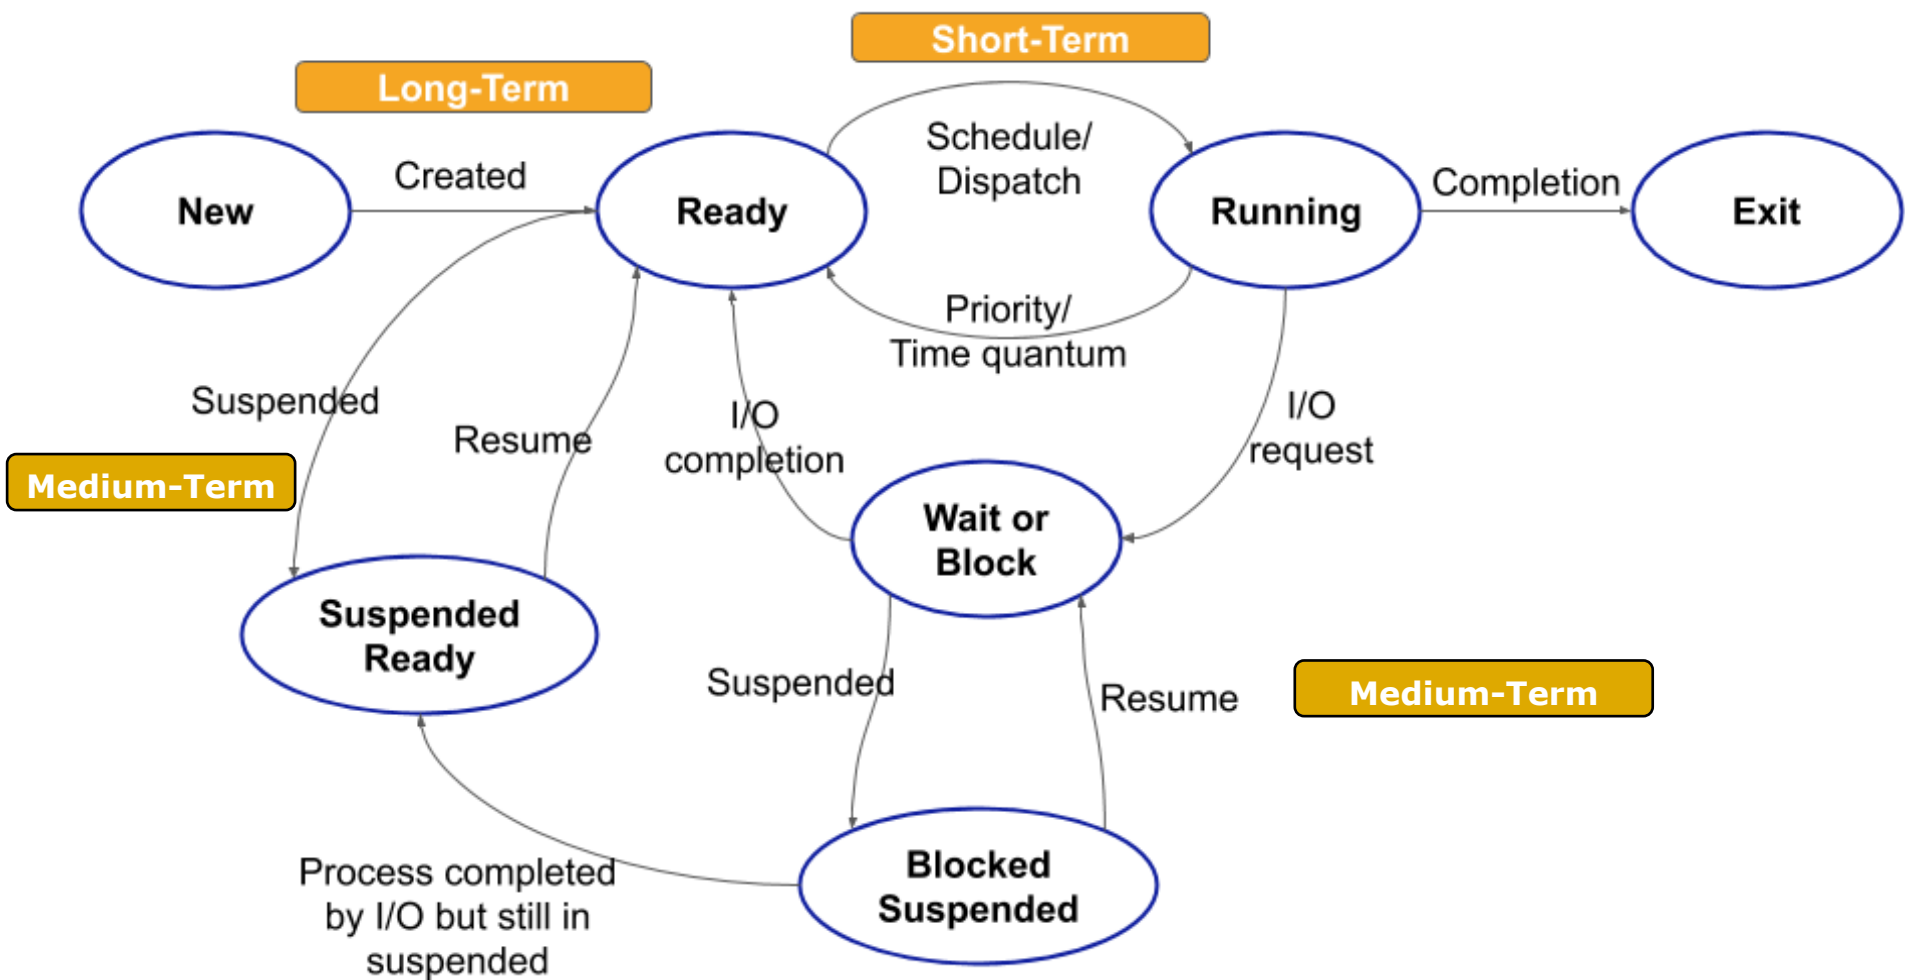 Short-Term
Long-Term
Schedule/
Dispatch
Created
Completion
New
Ready
Running
Exit
Priority/
Time quantum
Suspended
Resume
I/O
completion
I/O
request
Medium-Term
Wait or
Block
Suspended
Ready
Suspended
Resume
Medium-Term
Process completed
by I/O but still in
suspended
Blocked
Suspended